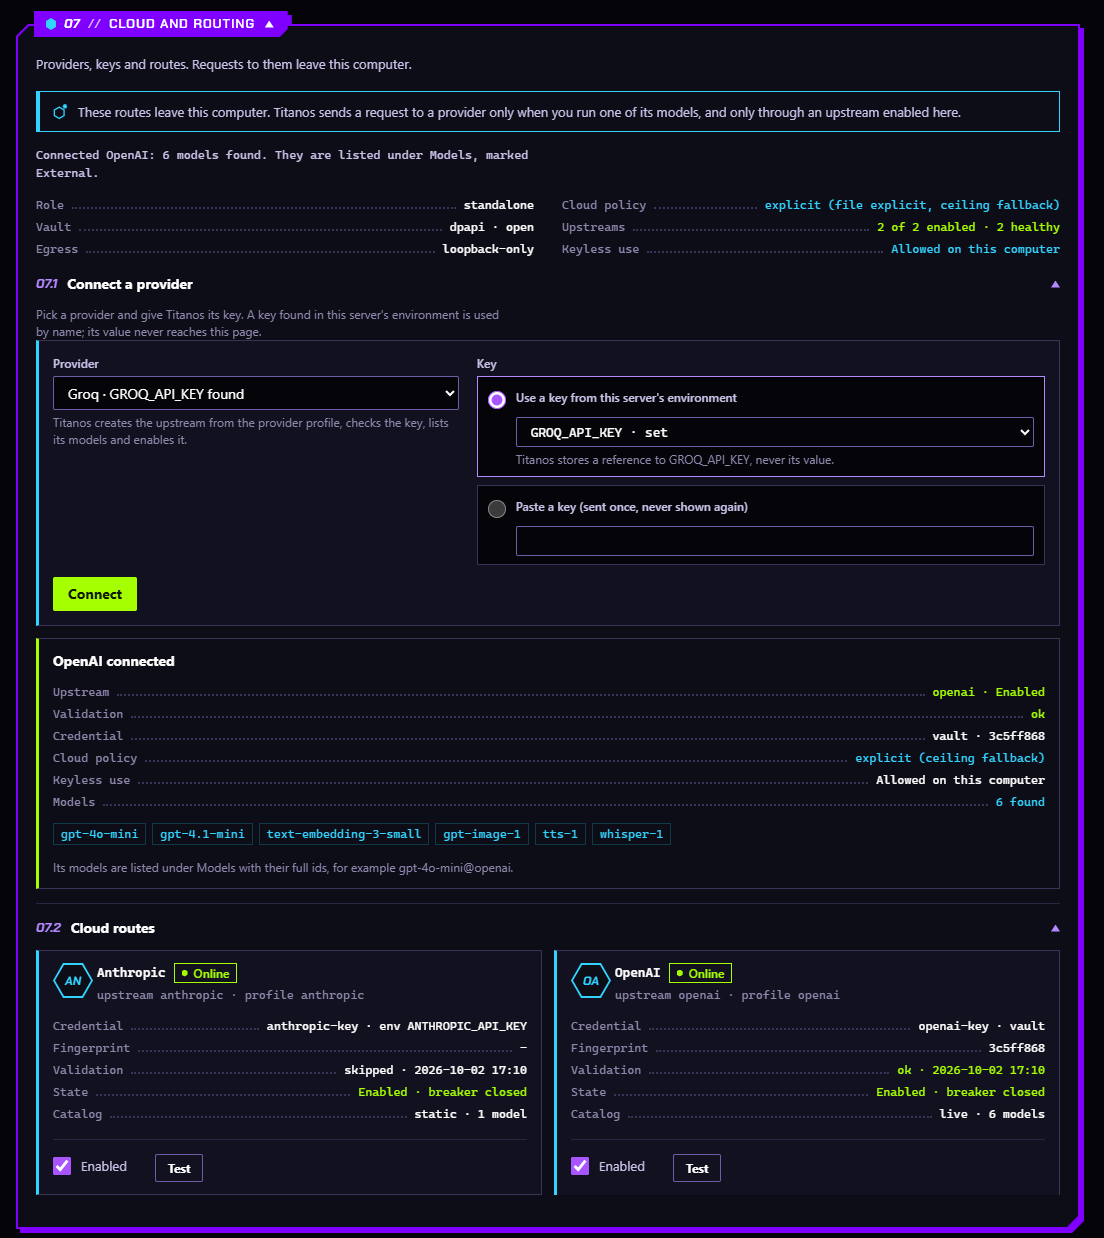 07 // CLOUD AND ROUTING ▲
Providers, keys and routes. Requests to them leave this computer.
These routes leave this computer. Titanos sends a request to a provider only when you run one of its models, and only through an upstream enabled here.
Connected OpenAI: 6 models found. They are listed under Models, marked
External.
Role standalone
Vault dpapi · open
Egress loopback-only
Cloud policy explicit (file explicit, ceiling fallback)
Upstreams 2 of 2 enabled · 2 healthy
Keyless use Allowed on this computer
07.1 Connect a provider ▲
Pick a provider and give Titanos its key. A key found in this server's environment is used
by name; its value never reaches this page.
Provider
Groq · GROQ_API_KEY found
Titanos creates the upstream from the provider profile, checks the key, lists
its models and enables it.
Key
Use a key from this server's environment
GROQ_API_KEY · set
Titanos stores a reference to GROQ_API_KEY, never its value.
Paste a key (sent once, never shown again)
Connect
OpenAI connected
Upstream openai · Enabled
Validation ok
Credential vault · 3c5ff868
Cloud policy explicit (ceiling fallback)
Keyless use Allowed on this computer
Models 6 found
gpt-4o-mini gpt-4.1-mini text-embedding-3-small gpt-image-1 tts-1 whisper-1
Its models are listed under Models with their full ids, for example gpt-4o-mini@openai.
07.2 Cloud routes ▲
AN Anthropic Online
upstream anthropic · profile anthropic
Credential anthropic-key · env ANTHROPIC_API_KEY
Fingerprint –
Validation skipped · 2026-10-02 17:10
State Enabled · breaker closed
Catalog static · 1 model
Enabled Test
OA OpenAI Online
upstream openai · profile openai
Credential openai-key · vault
Fingerprint 3c5ff868
Validation ok · 2026-10-02 17:10
State Enabled · breaker closed
Catalog live · 6 models
Enabled Test